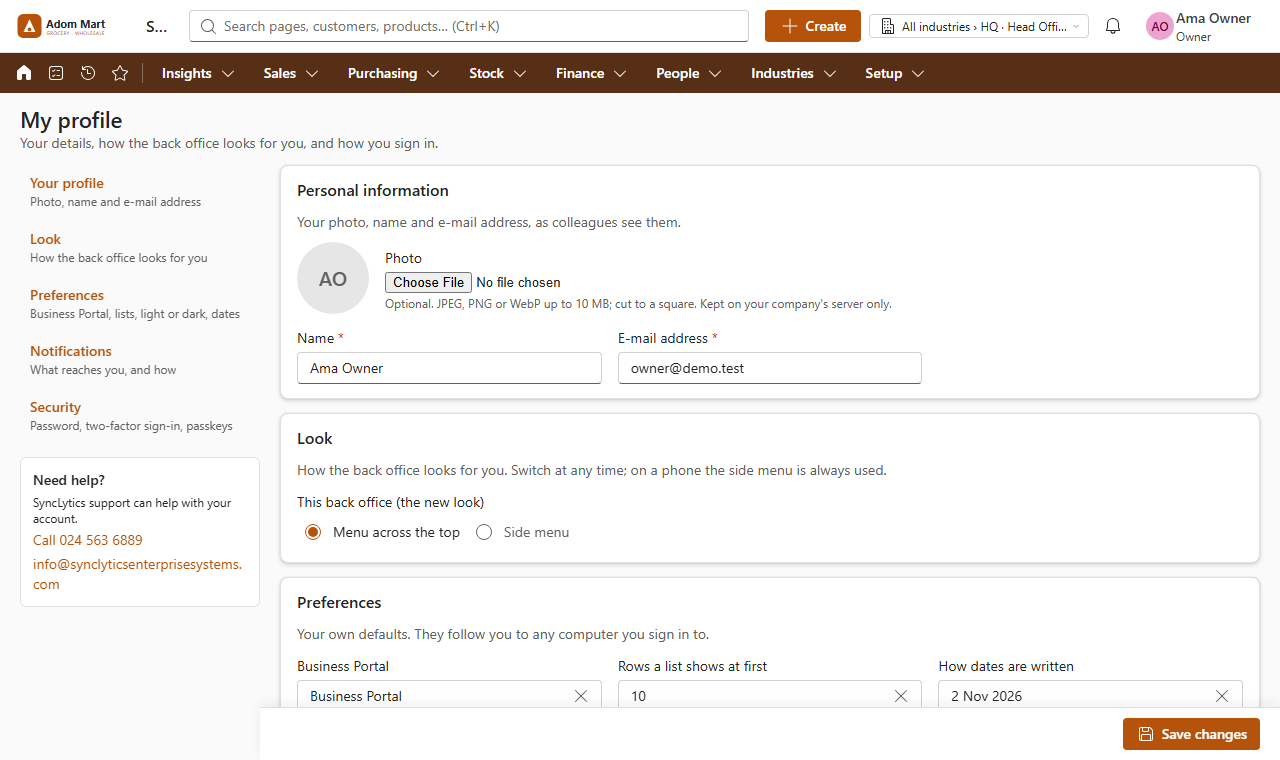 Adom Mart
GROCERY · WHOLESALE
S...
Search pages, customers, products... (Ctrl+K)
Create
All industries › HQ · Head Offi...
AO
Ama Owner
Owner
Insights
Sales
Purchasing
Stock
Finance
People
Industries
Setup
My profile
Your details, how the back office looks for you, and how you sign in.
Your profile
Photo, name and e-mail address
Look
How the back office looks for you
Preferences
Business Portal, lists, light or dark, dates
Notifications
What reaches you, and how
Security
Password, two-factor sign-in, passkeys
Need help?
SyncLytics support can help with your
account.
Call 024 563 6889
info@synclyticsenterprisesystems.
com
Personal information
Your photo, name and e-mail address, as colleagues see them.
AO
Photo
Choose File No file chosen
Optional. JPEG, PNG or WebP up to 10 MB; cut to a square. Kept on your company's server only.
Name *
E-mail address *
Ama Owner
owner@demo.test
Look
How the back office looks for you. Switch at any time; on a phone the side menu is always used.
This back office (the new look)
Menu across the top
Side menu
Preferences
Your own defaults. They follow you to any computer you sign in to.
Business Portal
Rows a list shows at first
How dates are written
Business Portal
10
2 Nov 2026
Save changes